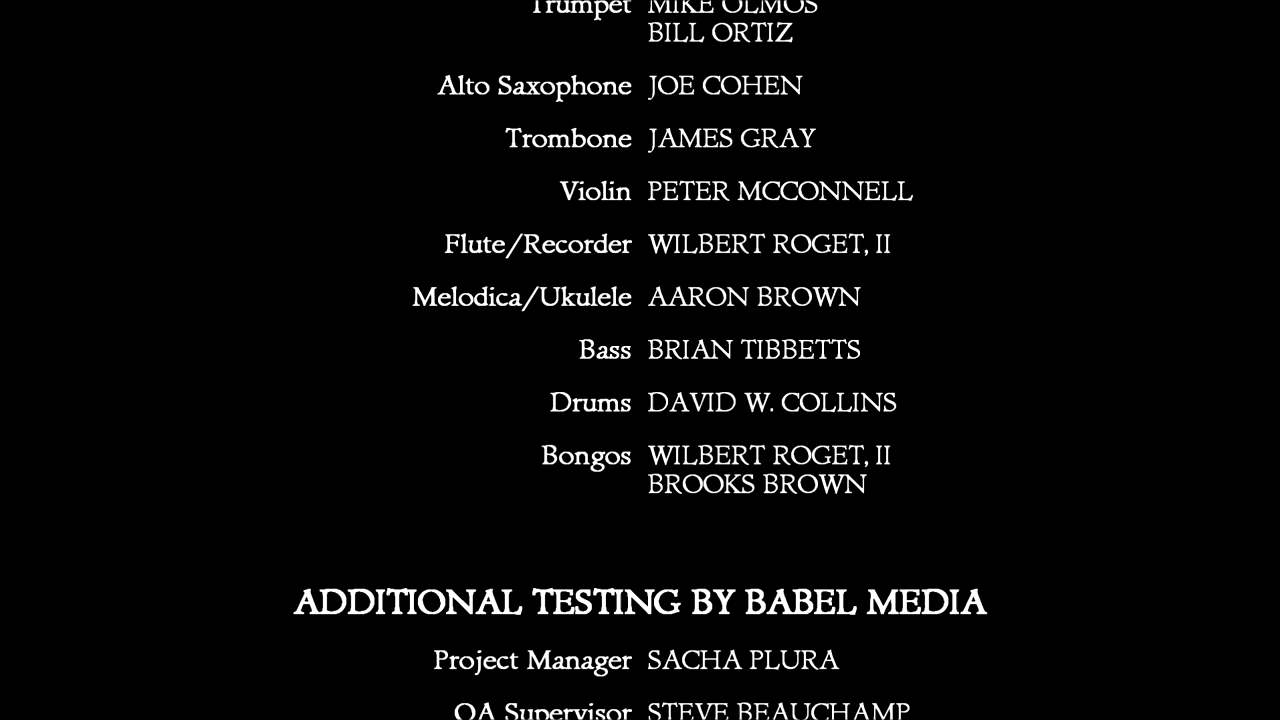 Trumpet MIKE OLMOS
BILL ORTIZ
Alto Saxophone JOE COHEN
Trombone JAMES GRAY
Violin PETER MCCONNELL
Flute/Recorder WILBERT ROGET, II
Melodica/Ukulele AARON BROWN
Bass BRIAN TIBBETTS
Drums DAVID W. COLLINS
Bongos WILBERT ROGET, II
BROOKS BROWN
ADDITIONAL TESTING BY BABEL MEDIA
Project Manager SACHA PLURA
QA Supervisor STEVE BEAUCHAMP